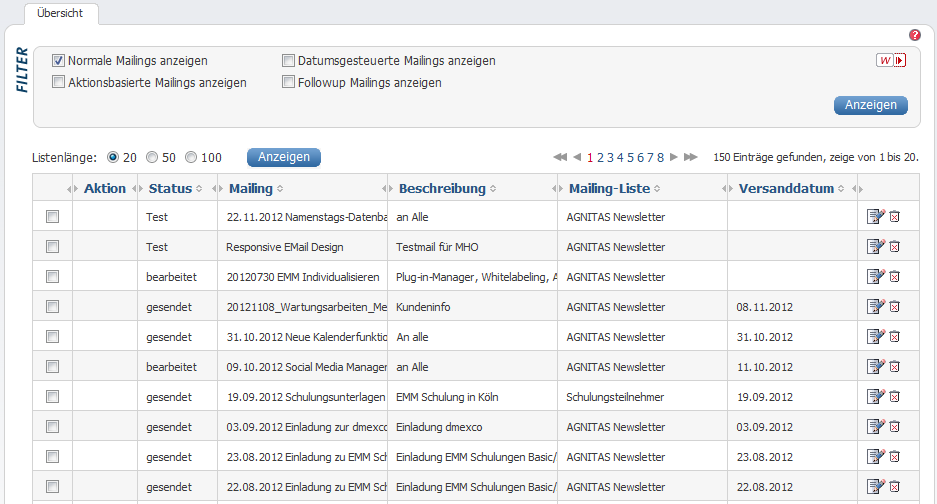 Übersicht
?
FILTER
Normale Mailings anzeigen Datumsgesteuerte Mailings anzeigen W
Aktionsbasierte Mailings anzeigen Followup Mailings anzeigen
Anzeigen
Listenlänge: 20 50 100 Anzeigen 1 2 3 4 5 6 7 8 150 Einträge gefunden, zeige von 1 bis 20.
Aktion Status Mailing Beschreibung Mailing-Liste Versanddatum
Test 22.11.2012 Namenstags-Datenba an Alle AGNITAS Newsletter
Test Responsive EMail Design Testmail für MHO AGNITAS Newsletter
bearbeitet 20120730 EMM Individualisieren Plug-in-Manager, Whitelabeling, A AGNITAS Newsletter
gesendet 20121108_Wartungsarbeiten_Me Kundeninfo AGNITAS Newsletter 08.11.2012
gesendet 31.10.2012 Neue Kalenderfunktio An alle AGNITAS Newsletter 31.10.2012
bearbeitet 09.10.2012 Social Media Manager an Alle AGNITAS Newsletter 11.10.2012
gesendet 19.09.2012 Schulungsunterlagen EMM Schulung in Köln Schulungsteilnehmer 19.09.2012
gesendet 03.09.2012 Einladung zur dmexco Einladung dmexco AGNITAS Newsletter 03.09.2012
gesendet 23.08.2012 Einladung zu EMM Sch Einladung EMM Schulungen Basic/ AGNITAS Newsletter 23.08.2012
gesendet 22.08.2012 Einladung zu EMM Sch Einladung EMM Schulungen Basic/ AGNITAS Newsletter 22.08.2012